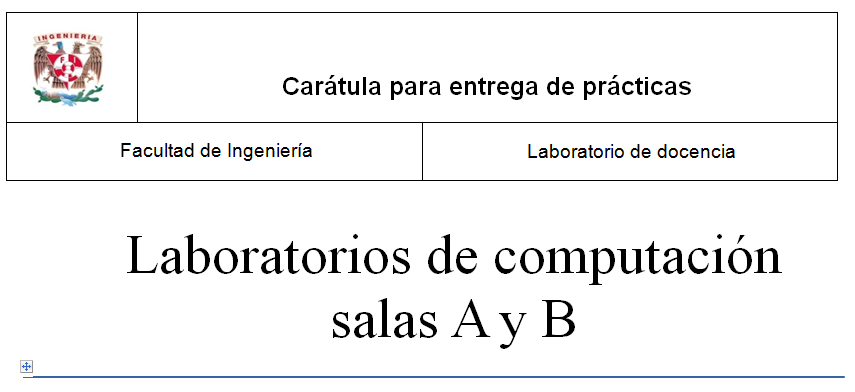 INGENIERIA
Carátula para entrega de prácticas
Facultad de Ingeniería
Laboratorio de docencia
Laboratorios de computación
salas A y B